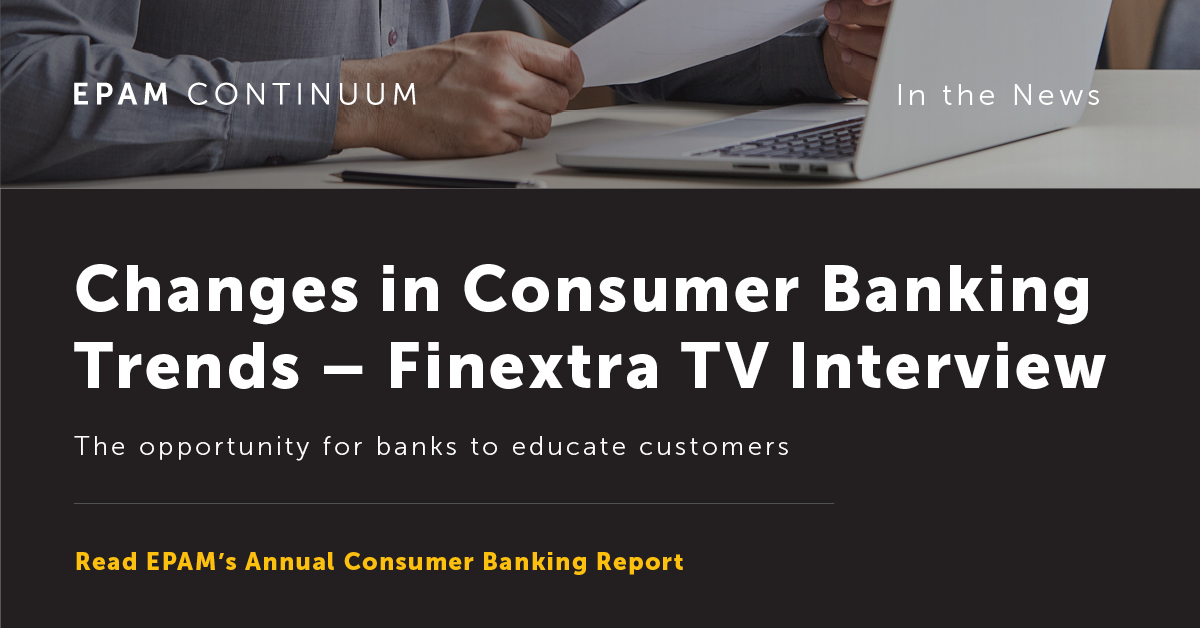 EPAM CONTINUUM
In the News
Changes in Consumer Banking
Trends – Finextra TV Interview
The opportunity for banks to educate customers
Read EPAM’s Annual Consumer Banking Report